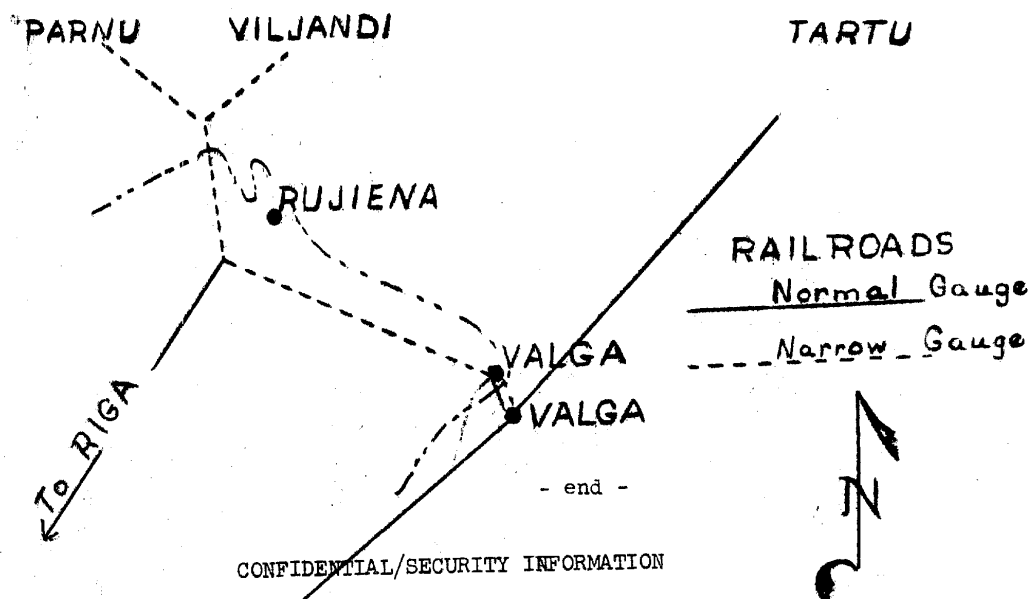 PARNU VILJANDI TARTU
RUJIENA
RAILROADS
Normal Gauge
Narrow Gauge
VALGA
VALGA
To RIGA
- end -
N
CONFIDENTIAL/SECURITY INFORMATION